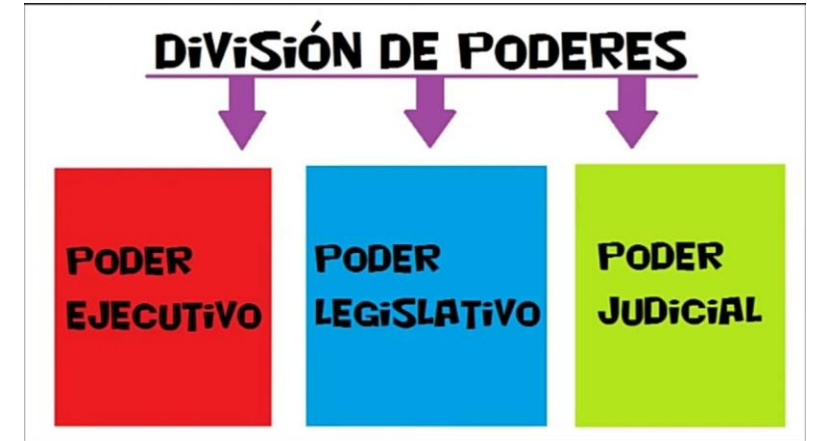 DiViSiÓN DE PODERES
PODER
EJECUTiVO
PODER
LEGiSLATiVO
PODER
JUDiCiAL